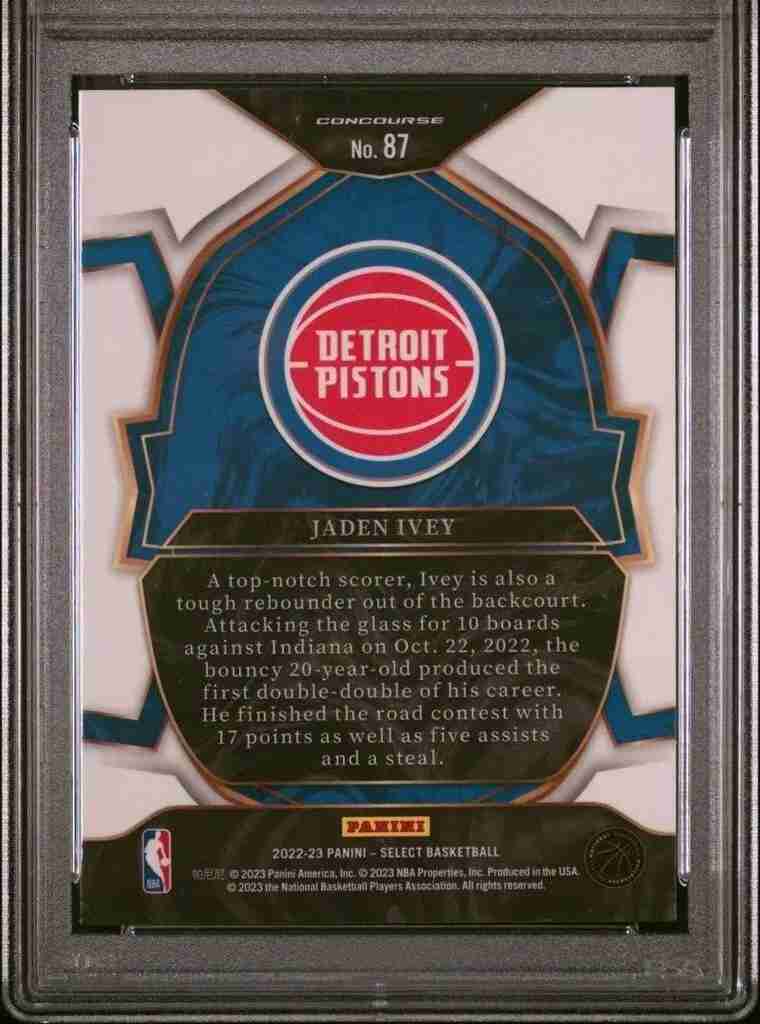 CONCOURSE
No. 87
DETROIT
PISTONS
JADEN IVEY
A top-notch scorer, Ivey is also a
tough rebounder out of the backcourt.
Attacking the glass for 10 boards
against Indiana on Oct. 22, 2022, the
bouncy 20-year-old produced the
first double-double of his career.
He finished the road contest with
17 points as well as five assists
and a steal.
PANINI
2022-23 PANINI – SELECT BASKETBALL
帕尼尼 © 2023 Panini America, Inc. © 2023 NBA Properties, Inc. Produced in the USA.
© 2023 the National Basketball Players Association. All rights reserved.
NBA